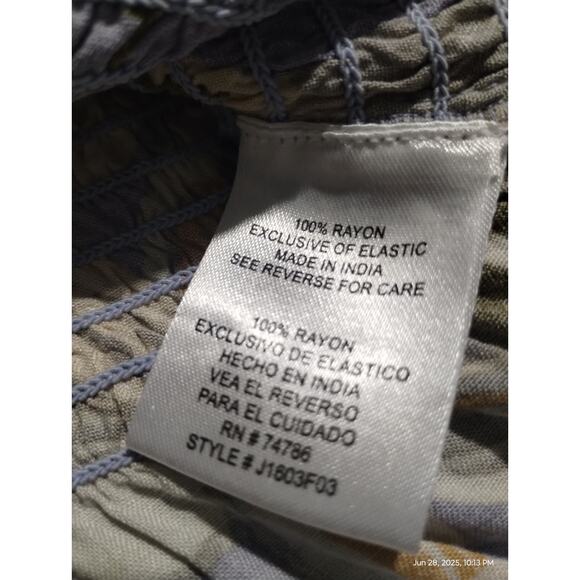 100% RAYON
EXCLUSIVE OF ELASTIC
MADE IN INDIA
SEE REVERSE FOR CARE
100% RAYON
EXCLUSIVO DE ELASTICO
HECHO EN INDIA
VEA EL REVERSO
PARA EL CUIDADO
RN # 74786
STYLE # J1603F03
Jun 28, 2025, 10:13 PM